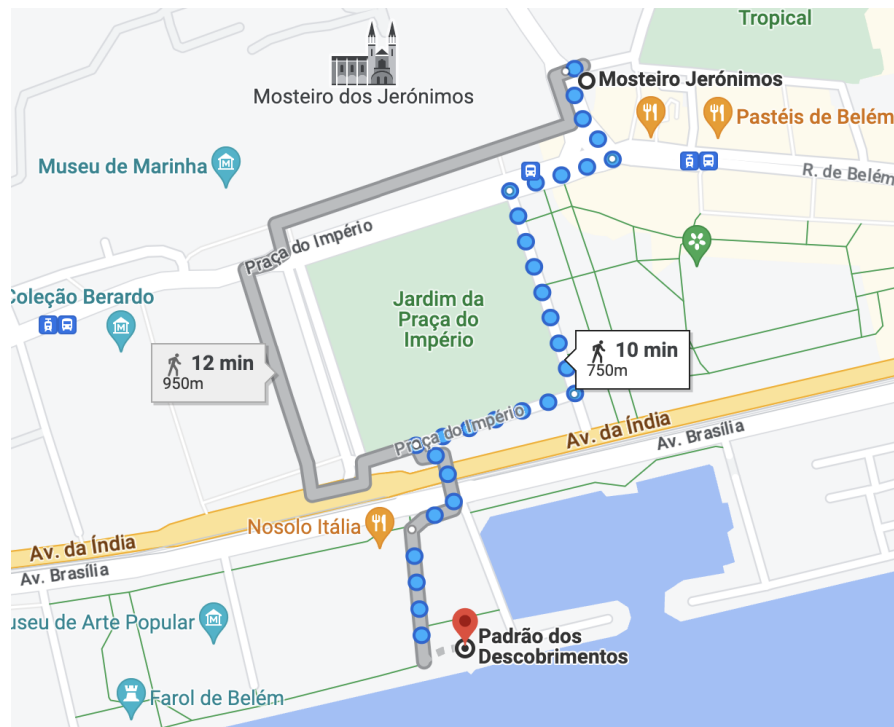 Tropical
Mosteiro dos Jerónimos
Mosteiro Jerónimos
Pastéis de Belém
Museu de Marinha
R. de Belém
Praça do Império
Coleção Berardo
Jardim da
Praça do
Império
12 min
950m
10 min
750m
Praça do Império
Av. da Índia
Av. Brasília
Nosolo Itália
Av. da Índia
Av. Brasília
useu de Arte Popular
Padrão dos
Descobrimentos
Farol de Belém